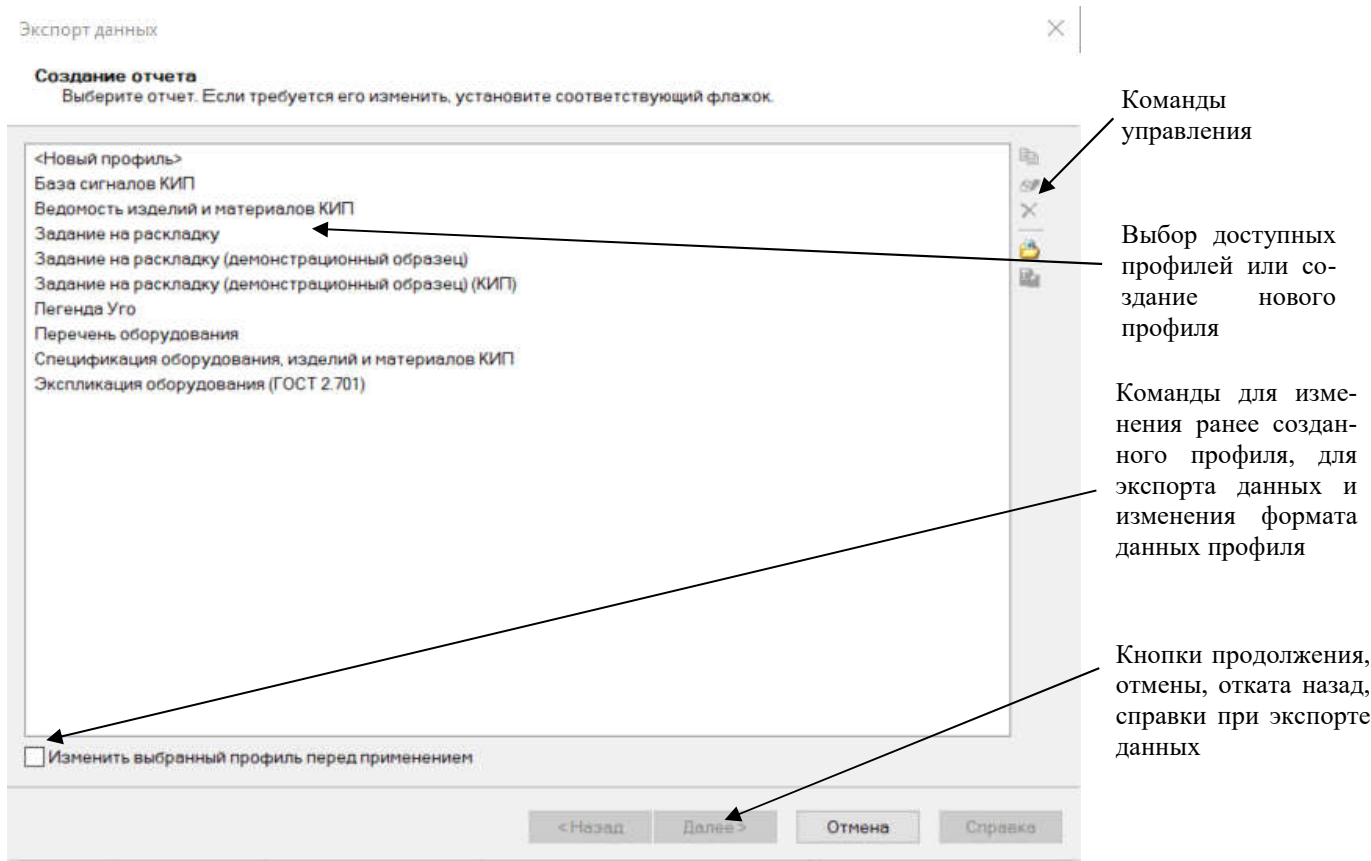 Экспорт данных
Создание отчета
Выберите отчет. Если требуется его изменить, установите соответствующий флажок.
<Новый профиль>
База сигналов КИП
Ведомость изделий и материалов КИП
Задание на раскладку
Задание на раскладку (демонстрационный образец)
Задание на раскладку (демонстрационный образец) (КИП)
Легенда Уго
Перечень оборудования
Спецификация оборудования, изделий и материалов КИП
Экспликация оборудования (ГОСТ 2.701)
Изменить выбранный профиль перед применением
<Назад
Далее>
Отмена
Справка
Команды
управления
Выбор доступных
профилей или со-
здание нового
профиля
Команды для изме-
нения ранее создан-
ного профиля, для
экспорта данных и
изменения формата
данных профиля
Кнопки продолжения,
отмены, отката назад,
справки при экспорте
данных